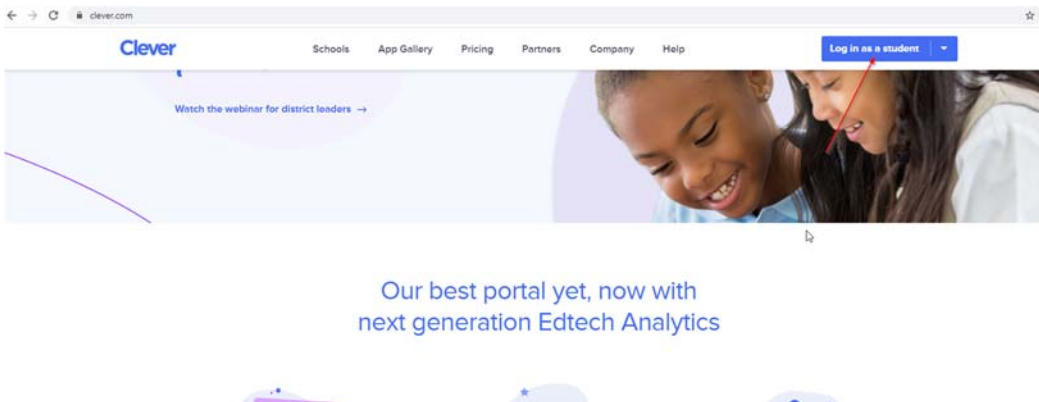 clever.com
Clever
Schools App Gallery Pricing Partners Company Help
Log in as a student
Watch the webinar for district leaders →
Our best portal yet, now with
next generation Edtech Analytics